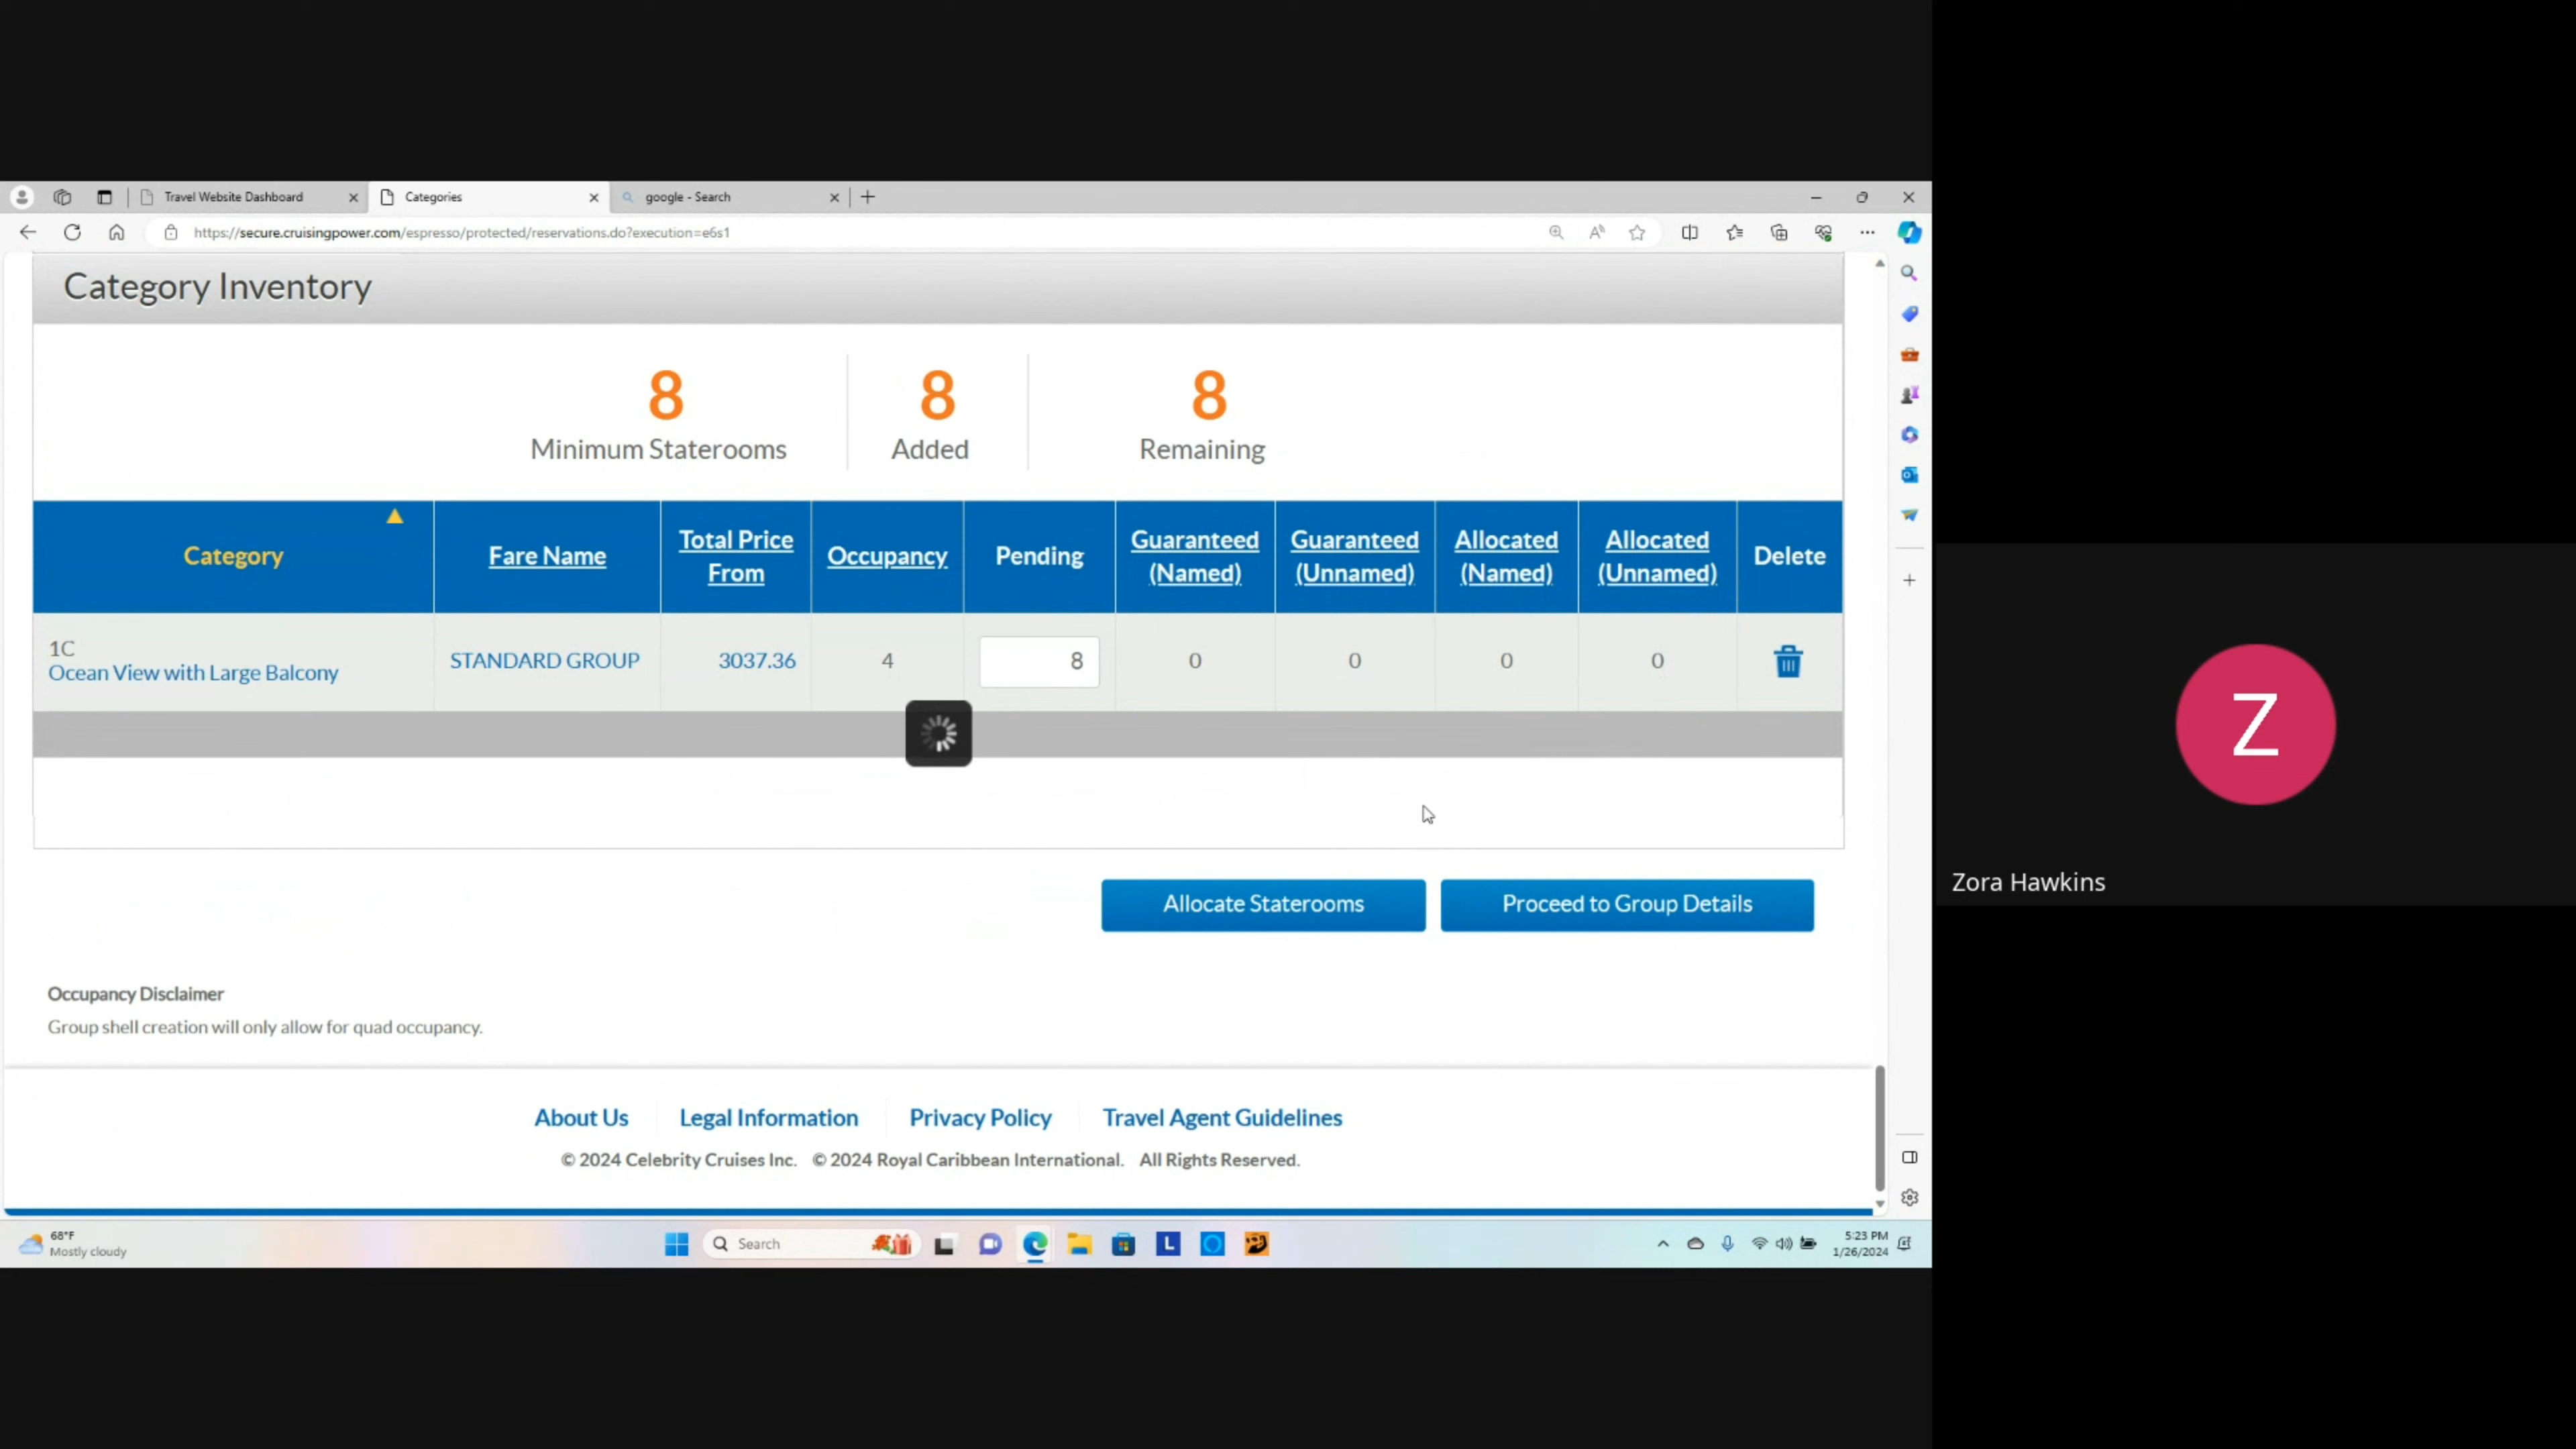 Travel Website Dashboard
Categories
google - Search
https://secure.cruisingpower.com/espresso/protected/reservations.do?execution=e6s1
Category Inventory
8
Minimum Staterooms
8
Added
8
Remaining
Category
Fare Name
Total Price
From
Occupancy
Pending
Guaranteed
(Named)
Guaranteed
(Unnamed)
Allocated
(Named)
Allocated
(Unnamed)
Delete
1C
Ocean View with Large Balcony
STANDARD GROUP
3037.36
4
8
0
0
0
0
Allocate Staterooms
Proceed to Group Details
Occupancy Disclaimer
Group shell creation will only allow for quad occupancy.
About Us
Legal Information
Privacy Policy
Travel Agent Guidelines
© 2024 Celebrity Cruises Inc. © 2024 Royal Caribbean International. All Rights Reserved.
68°F
Mostly cloudy
Search
L
5:23 PM
1/26/2024
Z
Zora Hawkins